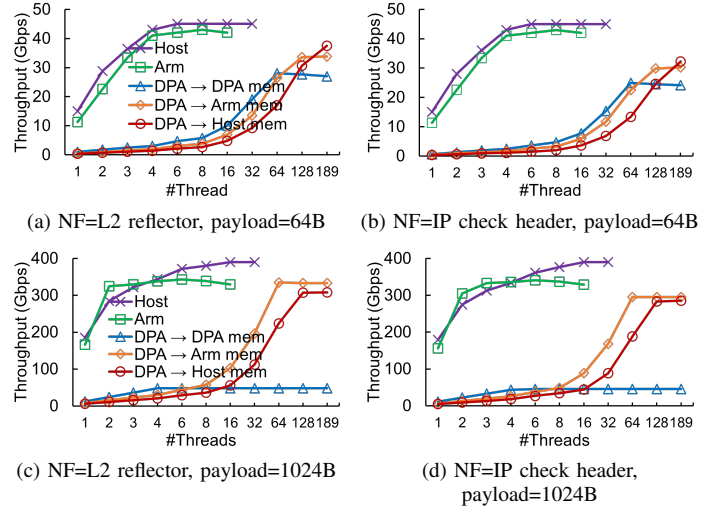 50
40
30
20
10
0
Throughput (Gbps)
Host
Arm
DPA → DPA mem
DPA → Arm mem
DPA → Host mem
1 2 3 4 6 8 16 32 64 128 189
#Thread
(a) NF=L2 reflector, payload=64B
50
40
30
20
10
0
Throughput (Gbps)
1 2 3 4 6 8 16 32 64 128 189
#Thread
(b) NF=IP check header, payload=64B
400
300
200
100
0
Throughput (Gbps)
Host
Arm
DPA → DPA mem
DPA → Arm mem
DPA → Host mem
1 2 3 4 6 8 16 32 64 128 189
#Threads
(c) NF=L2 reflector, payload=1024B
400
300
200
100
0
Throughput (Gbps)
1 2 3 4 6 8 16 32 64 128 189
#Threads
(d) NF=IP check header,
payload=1024B